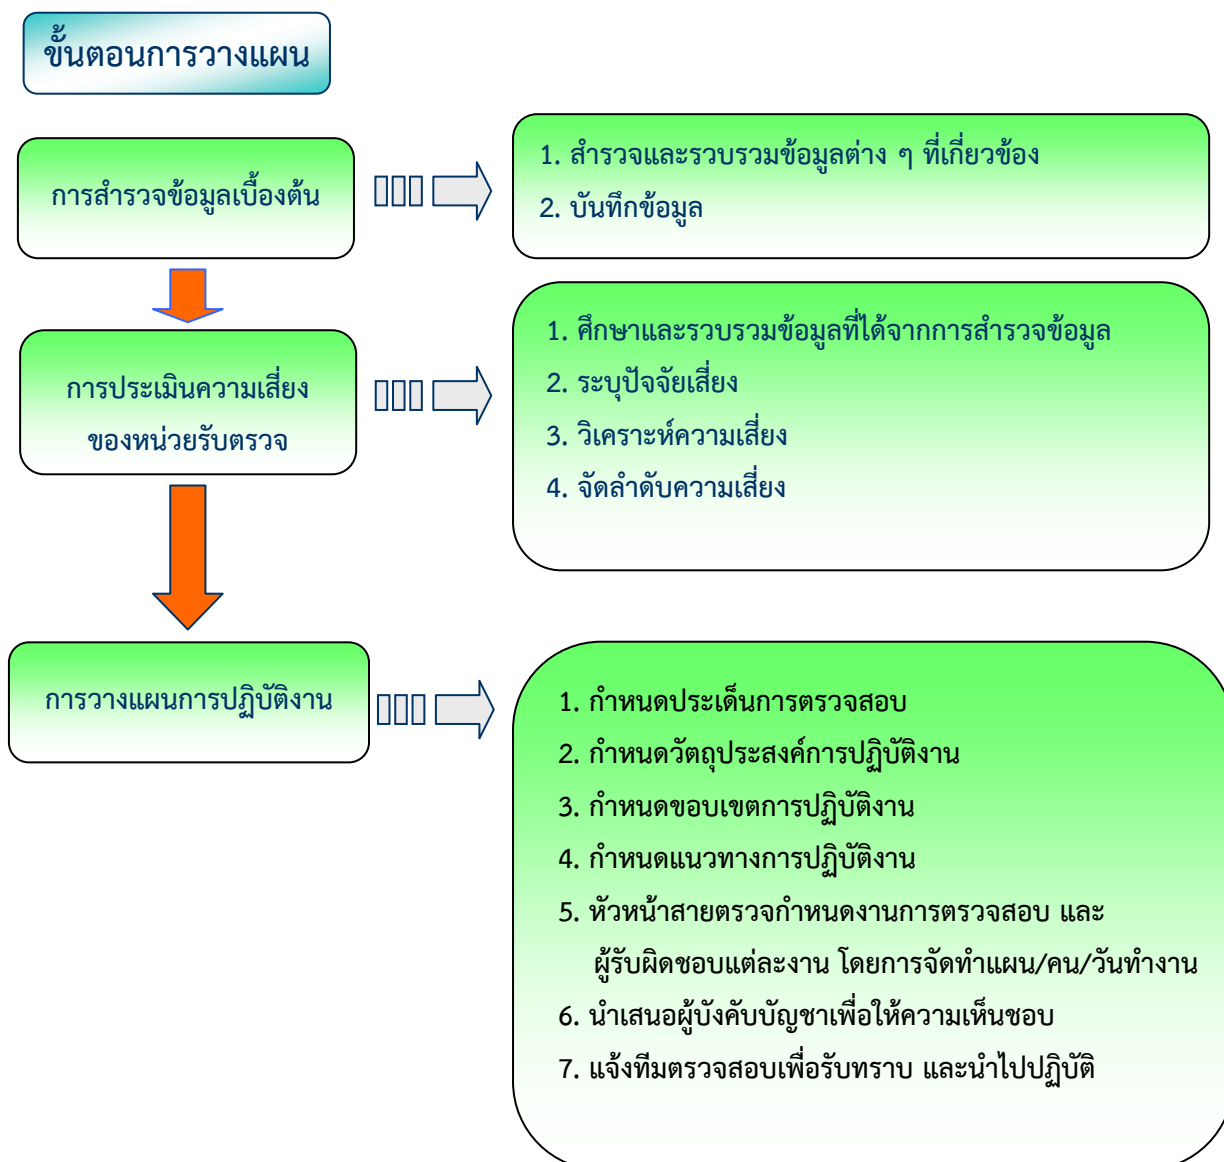 ขั้นตอนการวางแผน
การสำรวจข้อมูลเบื้องต้น
1. สำรวจและรวบรวมข้อมูลต่าง ๆ ที่เกี่ยวข้อง
2. บันทึกข้อมูล
การประเมินความเสี่ยง
ของหน่วยรับตรวจ
1. ศึกษาและรวบรวมข้อมูลที่ได้จากการสำรวจข้อมูล
2. ระบุปัจจัยเสี่ยง
3. วิเคราะห์ความเสี่ยง
4. จัดลำดับความเสี่ยง
การวางแผนการปฏิบัติงาน
1. กำหนดประเด็นการตรวจสอบ
2. กำหนดวัตถุประสงค์การปฏิบัติงาน
3. กำหนดขอบเขตการปฏิบัติงาน
4. กำหนดแนวทางการปฏิบัติงาน
5. หัวหน้าสายตรวจกำหนดงานการตรวจสอบ และ
ผู้รับผิดชอบแต่ละงาน โดยการจัดทำแผน/คน/วันทำงาน
6. นำเสนอผู้บังคับบัญชาเพื่อให้ความเห็นชอบ
7. แจ้งทีมตรวจสอบเพื่อรับทราบ และนำไปปฏิบัติ